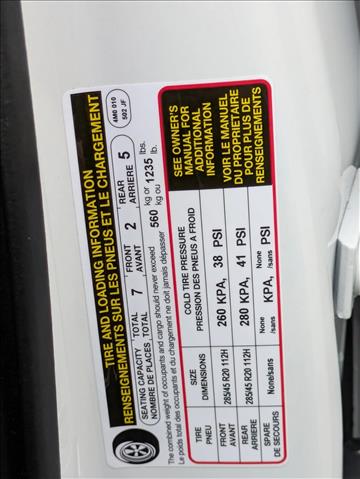 TIRE AND LOADING INFORMATION
RENSEIGNEMENTS SUR LES PNEUS ET LE CHARGEMENT
4M0 010
502 JF
SEATING CAPACITY TOTAL 7 FRONT 2 REAR 5
NOMBRE DE PLACES, TOTAL AVANT ARRIERE
The combined weight of occupants and cargo should never exceed 560 kg or 1235 lbs.
Le poids total des occupants et du chargement ne doit jamais dépasser kg ou lb.
TIRE SIZE COLD TIRE PRESSURE
PNEU DIMENSIONS PRESSION DES PNEUS A FROID
FRONT 285/45 R20 112H 260 KPA, 38 PSI
AVANT
REAR 285/45 R20 112H 280 KPA, 41 PSI
ARRIERE
SPARE None/sans None KPA, None PSI
DE SECOURS /sans /sans
SEE OWNER'S
MANUAL FOR
ADDITIONAL
INFORMATION
VOIR LE MANUEL
DU PROPRIETAIRE
POUR PLUS DE
RENSEIGNEMENTS